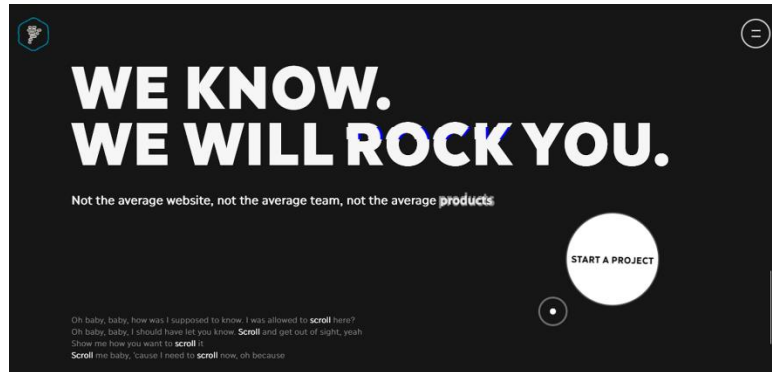 WE KNOW.
WE WILL ROCK YOU.
Not the average website, not the average team, not the average products
START A PROJECT
Oh baby, baby, how was I supposed to know. I was allowed to scroll here?
Oh baby, baby, I should have let you know. Scroll and get out of sight, yeah
Show me how you want to scroll it
Scroll me baby, 'cause I need to scroll now, oh because